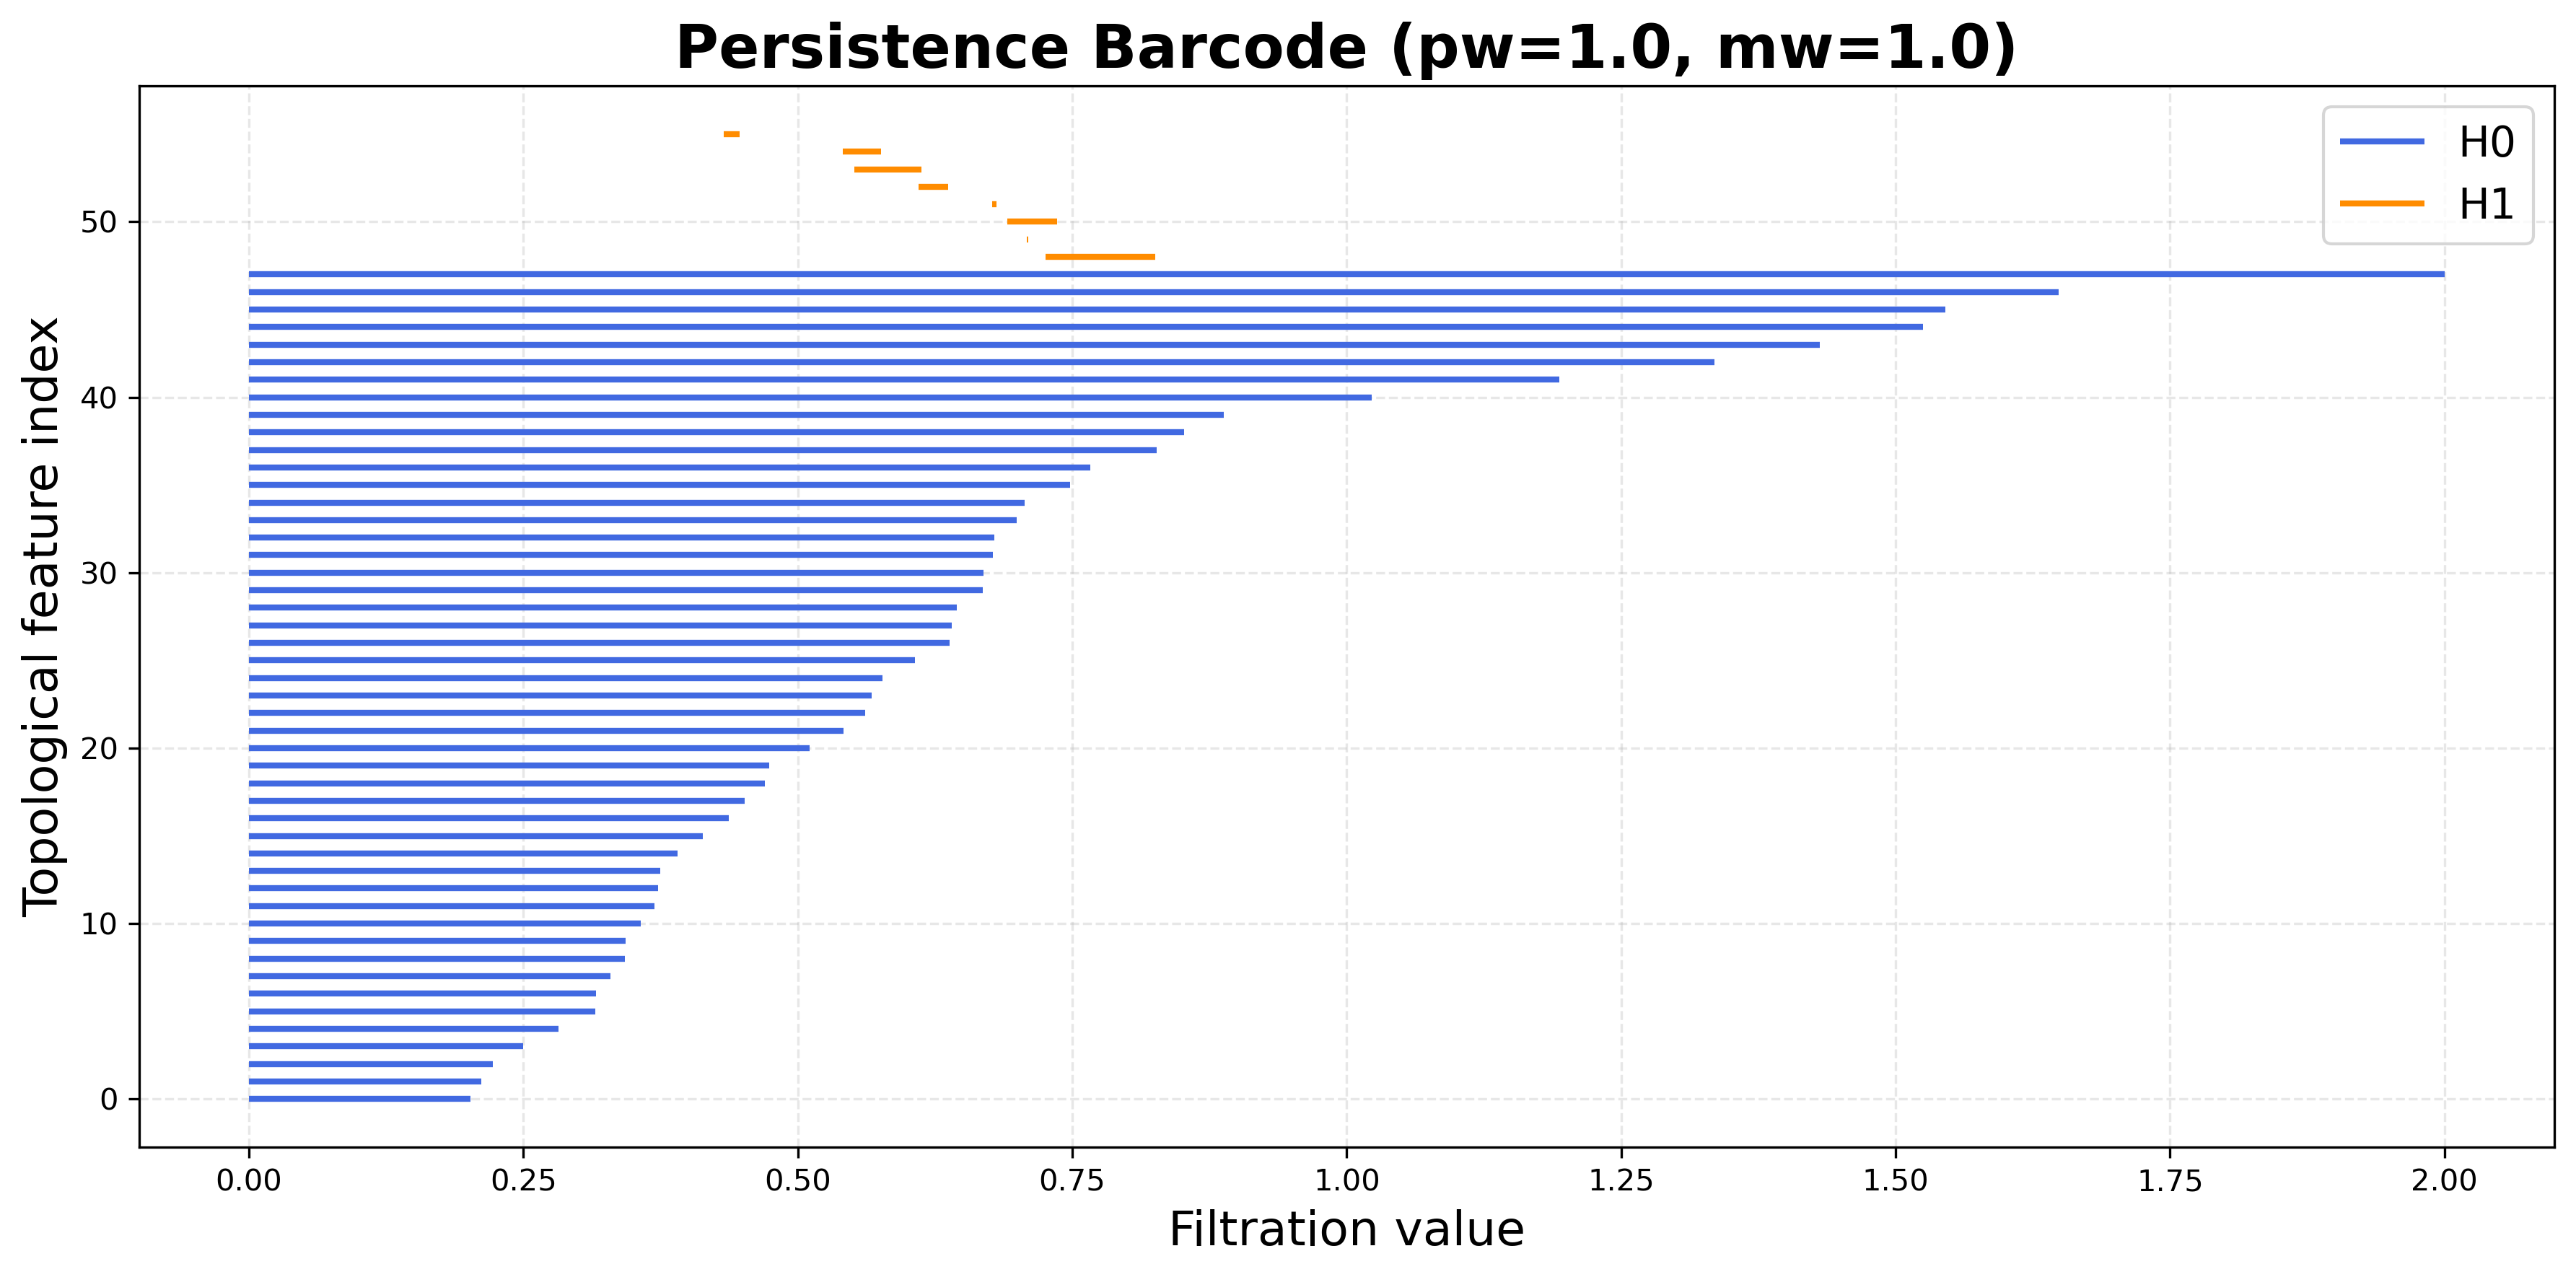 Persistence Barcode (pw=1.0, mw=1.0)
H0
H1
Topological feature index
50
40
30
20
10
0
0.00 0.25 0.50 0.75 1.00 1.25 1.50 1.75 2.00
Filtration value